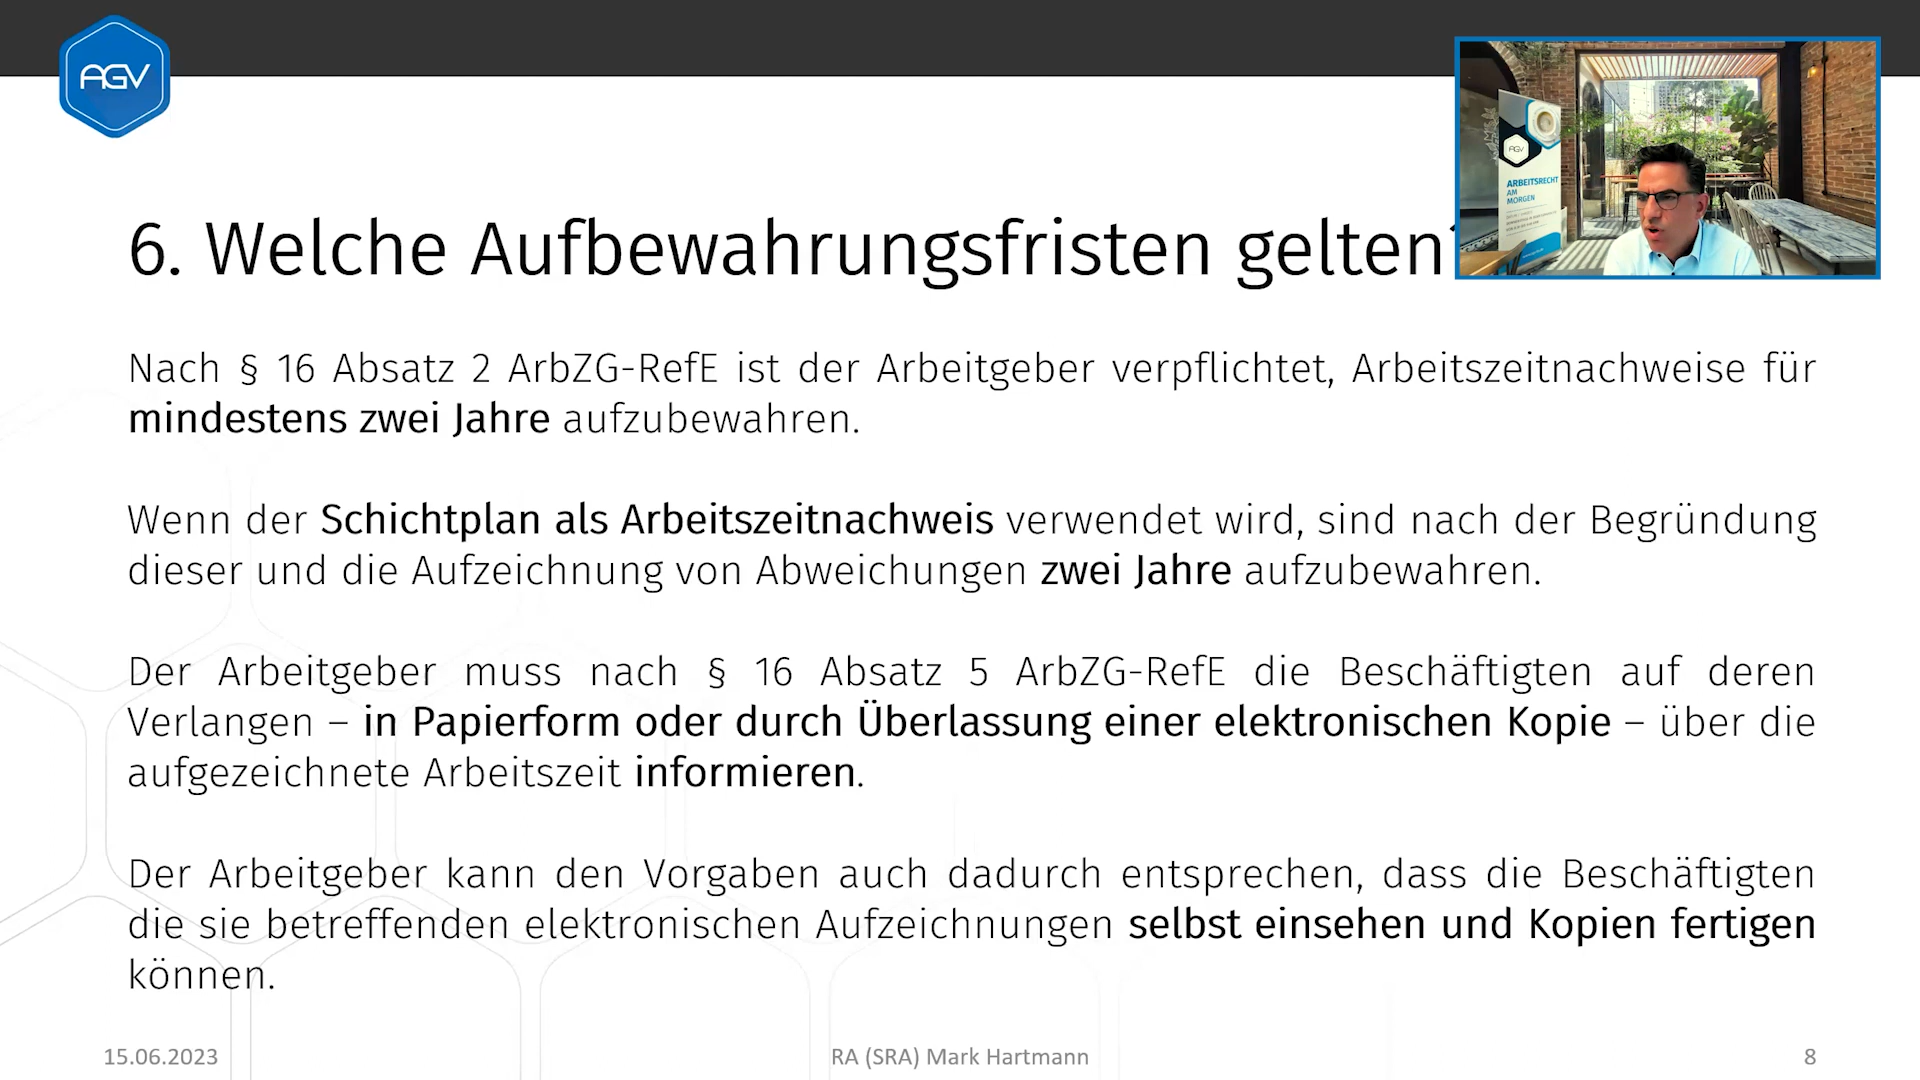 AGV
AGV
ARBEITSRECHT
AM
MORGEN
6. Welche Aufbewahrungsfristen gelten
Nach § 16 Absatz 2 ArbZG-RefE ist der Arbeitgeber verpflichtet, Arbeitszeitnachweise für
mindestens zwei Jahre aufzubewahren.
Wenn der Schichtplan als Arbeitszeitnachweis verwendet wird, sind nach der Begründung
dieser und die Aufzeichnung von Abweichungen zwei Jahre aufzubewahren.
Der Arbeitgeber muss nach § 16 Absatz 5 ArbZG-RefE die Beschäftigten auf deren
Verlangen – in Papierform oder durch Überlassung einer elektronischen Kopie – über die
aufgezeichnete Arbeitszeit informieren.
Der Arbeitgeber kann den Vorgaben auch dadurch entsprechen, dass die Beschäftigten
die sie betreffenden elektronischen Aufzeichnungen selbst einsehen und Kopien fertigen
können.
15.06.2023
RA (SRA) Mark Hartmann
8